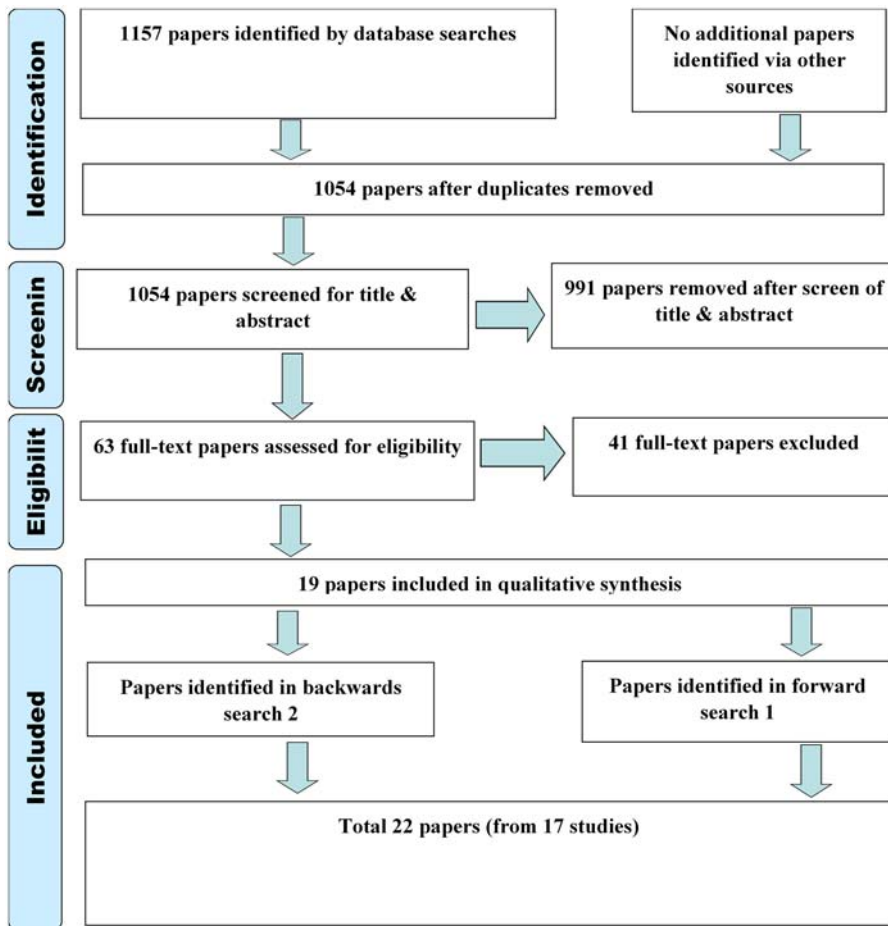 Identification
1157 papers identified by database searches
No additional papers
identified via other
sources
1054 papers after duplicates removed
Screenin
1054 papers screened for title &
abstract
991 papers removed after screen of
title & abstract
Eligibilit
63 full-text papers assessed for eligibility
41 full-text papers excluded
Included
19 papers included in qualitative synthesis
Papers identified in backwards
search 2
Papers identified in forward
search 1
Total 22 papers (from 17 studies)